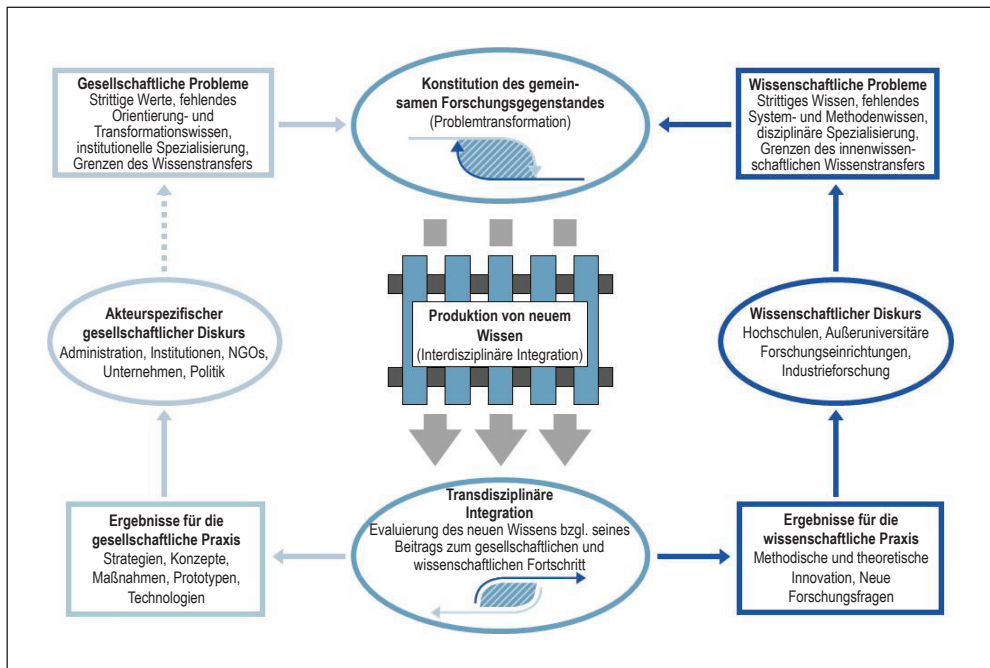 Gesellschaftliche Probleme
Strittige Werte, fehlendes
Orientierung- und
Transformationswissen,
institutionelle Spezialisierung,
Grenzen des Wissenstransfers
Konstitution des gemein-
samen Forschungsgegenstandes
(Problemtransformation)
Wissenschaftliche Probleme
Strittiges Wissen, fehlendes
System- und Methodenwissen,
disziplinäre Spezialisierung,
Grenzen des innenwissen-
schaftlichen Wissenstransfers
Akteurspezifischer
gesellschaftlicher Diskurs
Administration, Institutionen, NGOs,
Unternehmen, Politik
Produktion von neuem
Wissen
(Interdisziplinäre Integration)
Wissenschaftlicher Diskurs
Hochschulen, Außeruniversitäre
Forschungseinrichtungen,
Industrieforschung
Ergebnisse für die
gesellschaftliche Praxis
Strategien, Konzepte,
Maßnahmen, Prototypen,
Technologien
Transdisziplinäre
Integration
Evaluierung des neuen Wissens bzgl. seines
Beitrags zum gesellschaftlichen und
wissenschaftlichen Fortschritt
Ergebnisse für die
wissenschaftliche Praxis
Methodische und theoretische
Innovation, Neue
Forschungsfragen